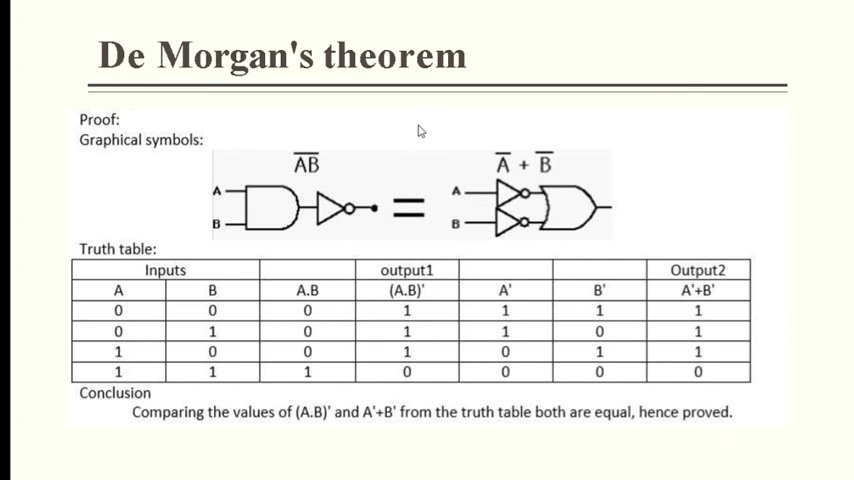 De Morgan's theorem
Proof:
Graphical symbols:
A̅B̅ A̅ + B̅
A A
B B
=
Truth table:
Inputs output1 Output2
A B A.B (A.B)' A' B' A'+B'
0 0 0 1 1 1 1
0 1 0 1 1 0 1
1 0 0 1 0 1 1
1 1 1 0 0 0 0
Conclusion
Comparing the values of (A.B)' and A'+B' from the truth table both are equal, hence proved.